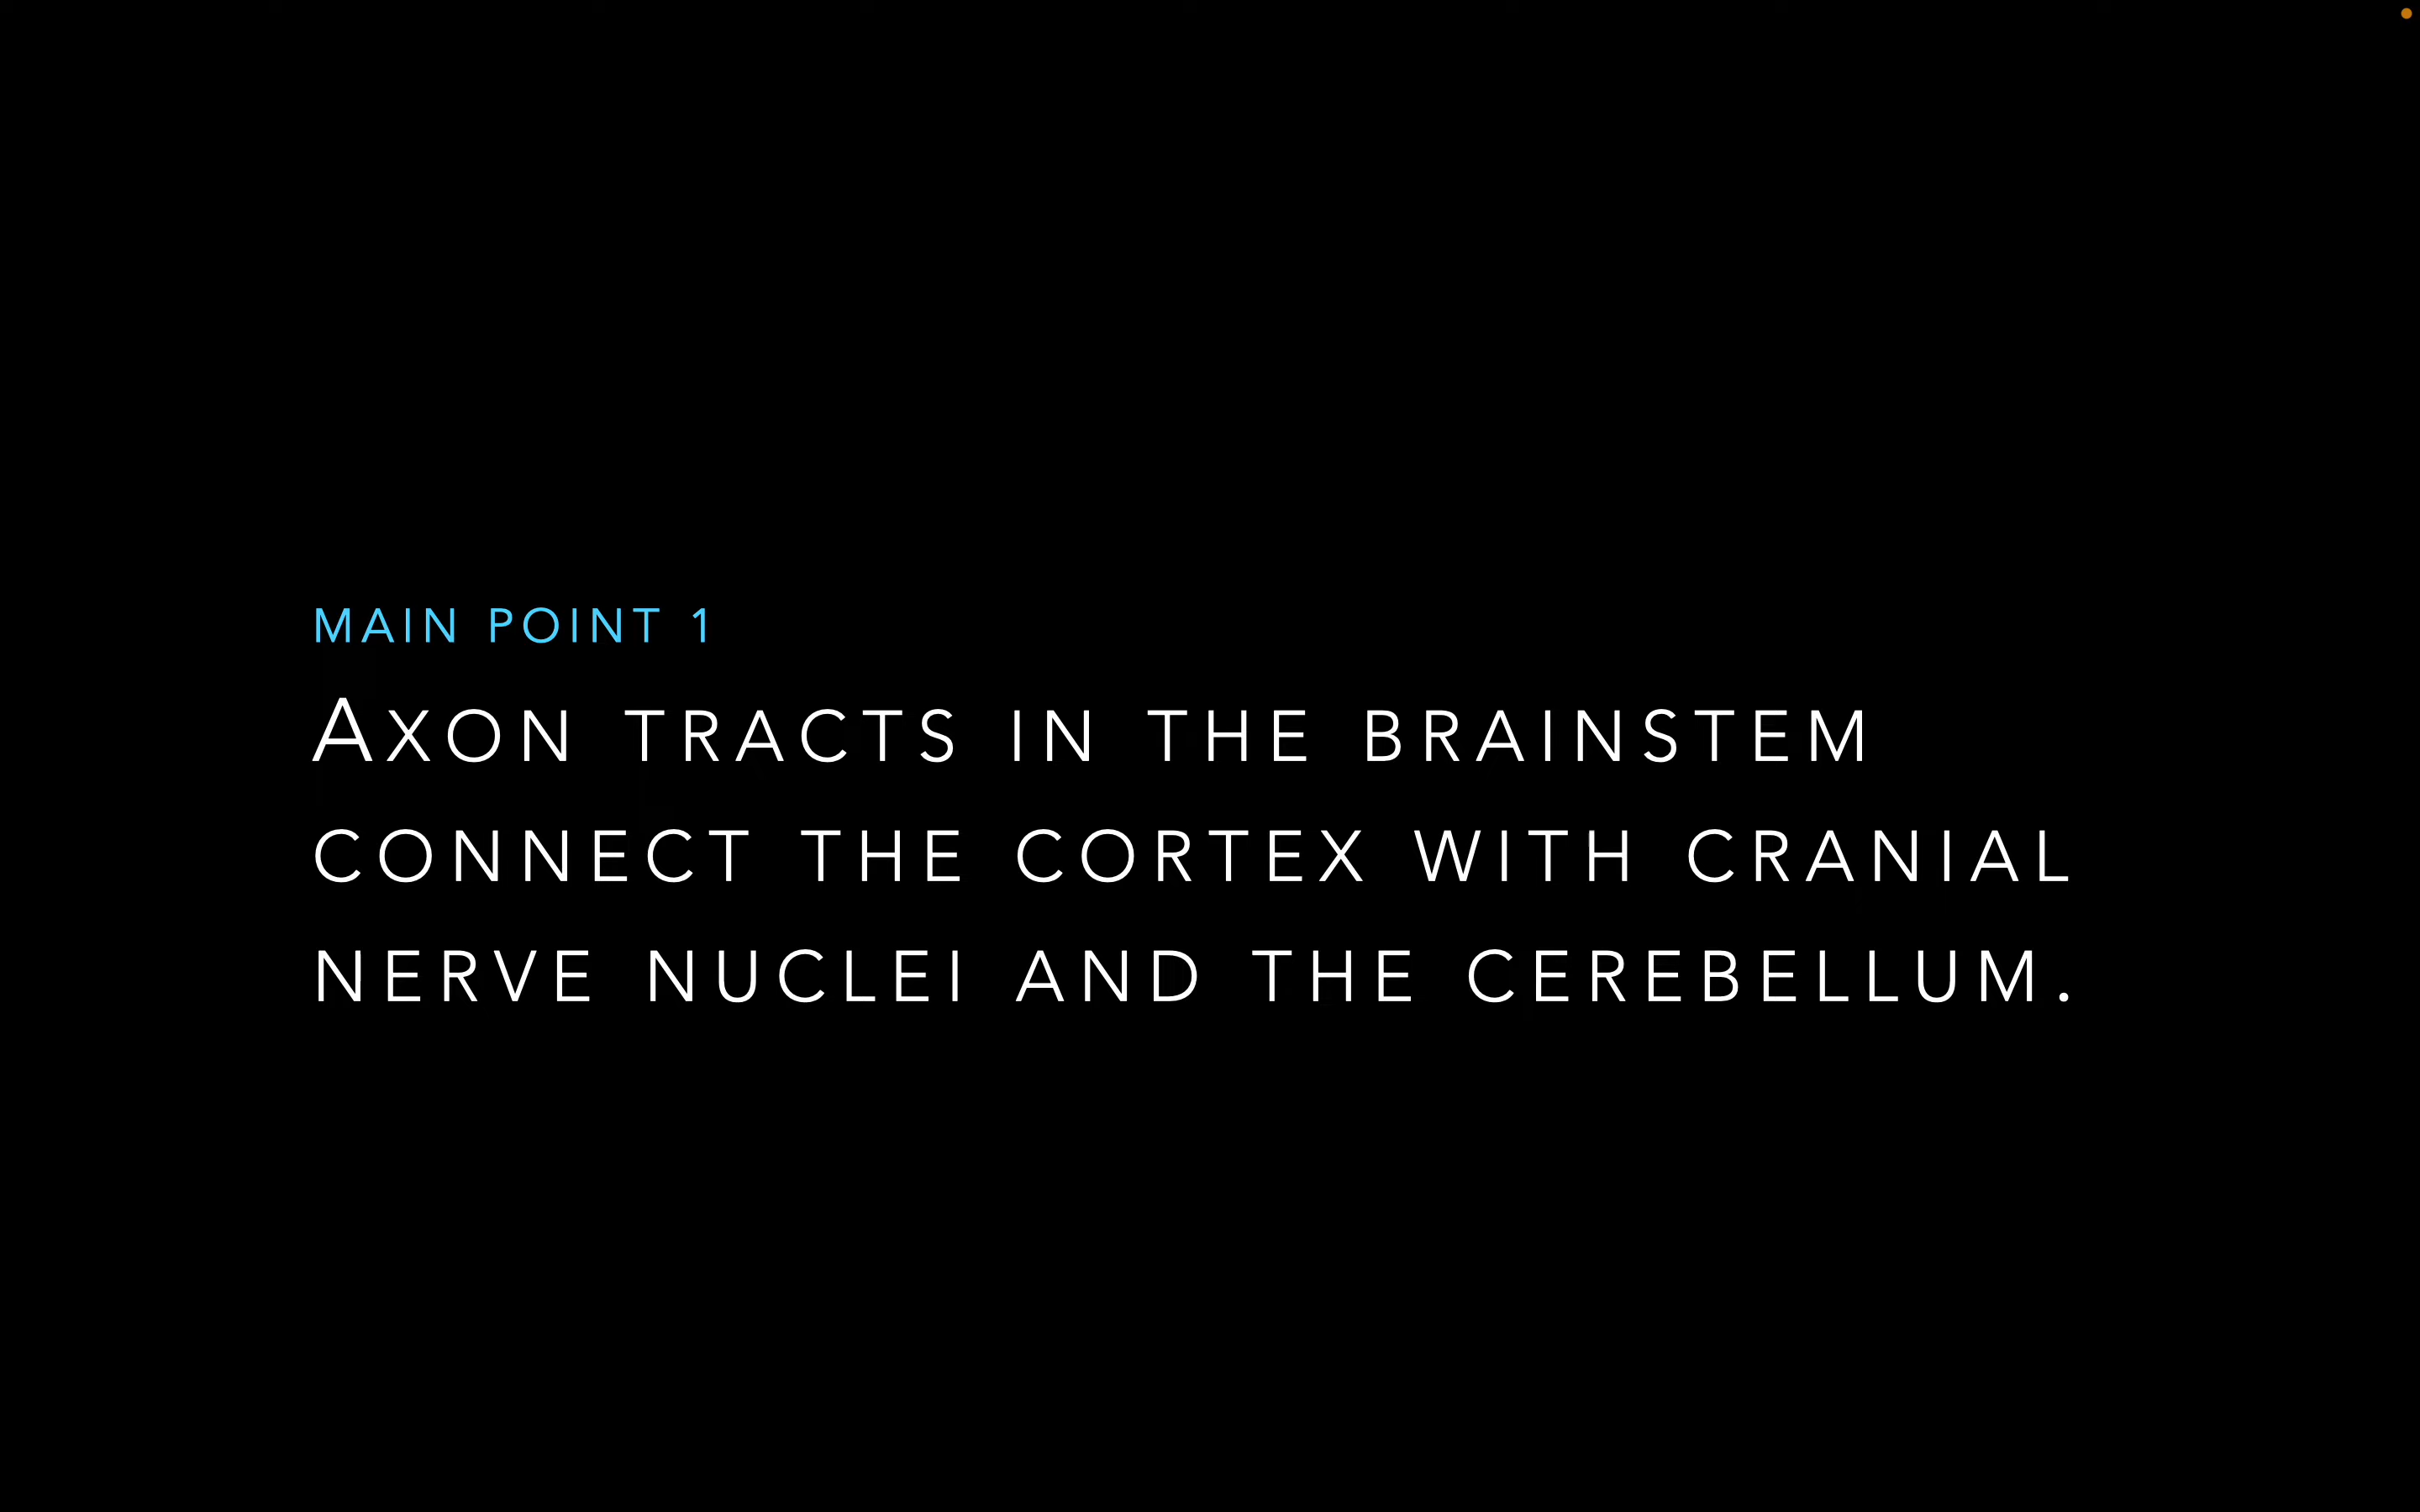 MAIN POINT 1
AXON TRACTS IN THE BRAINSTEM
CONNECT THE CORTEX WITH CRANIAL
NERVE NUCLEI AND THE CEREBELLUM.